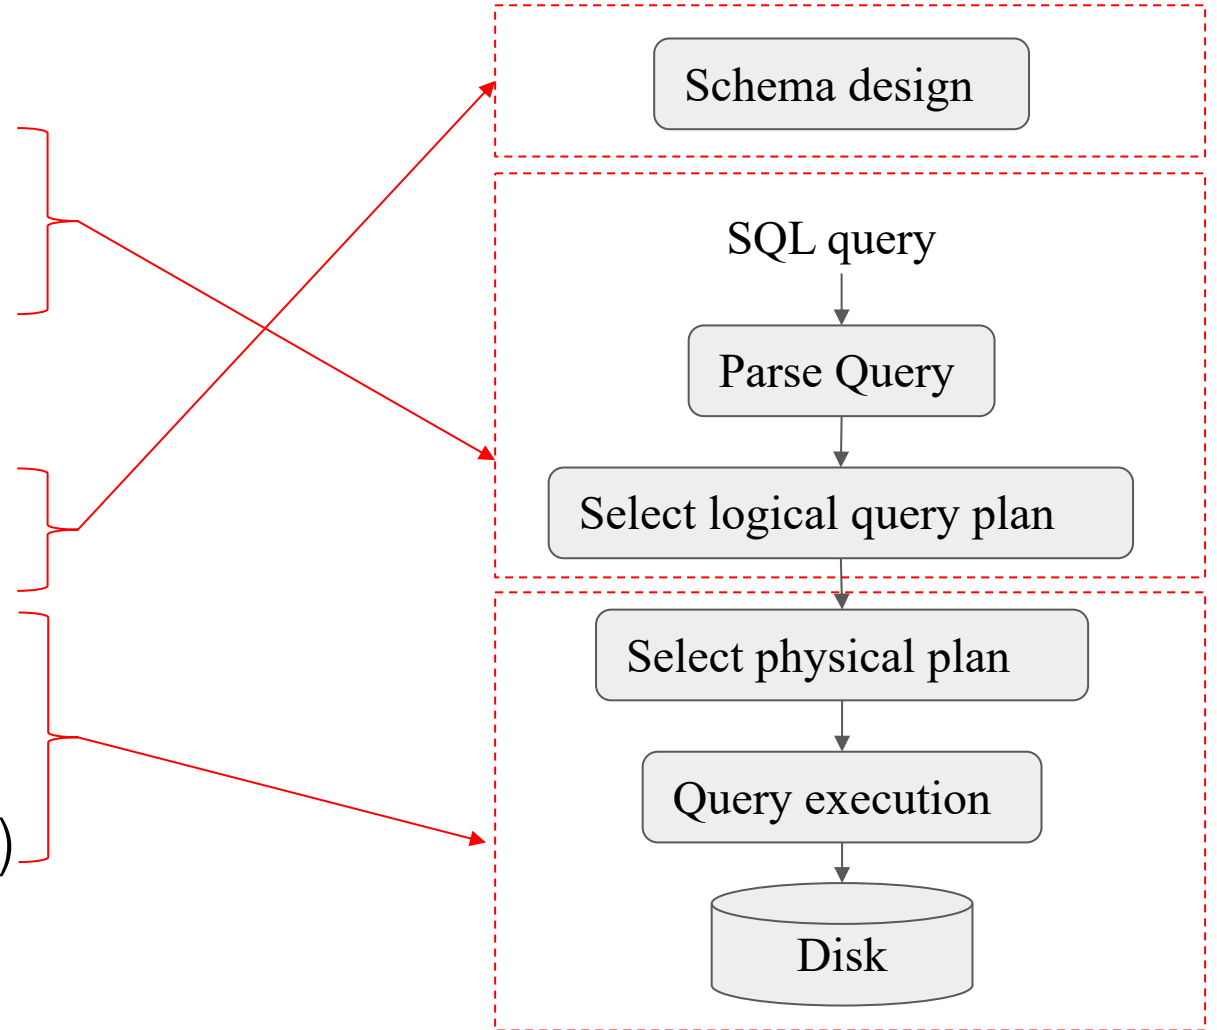 Schema design
SQL query
Parse Query
Select logical query plan
Select physical plan
Query execution
)
Disk